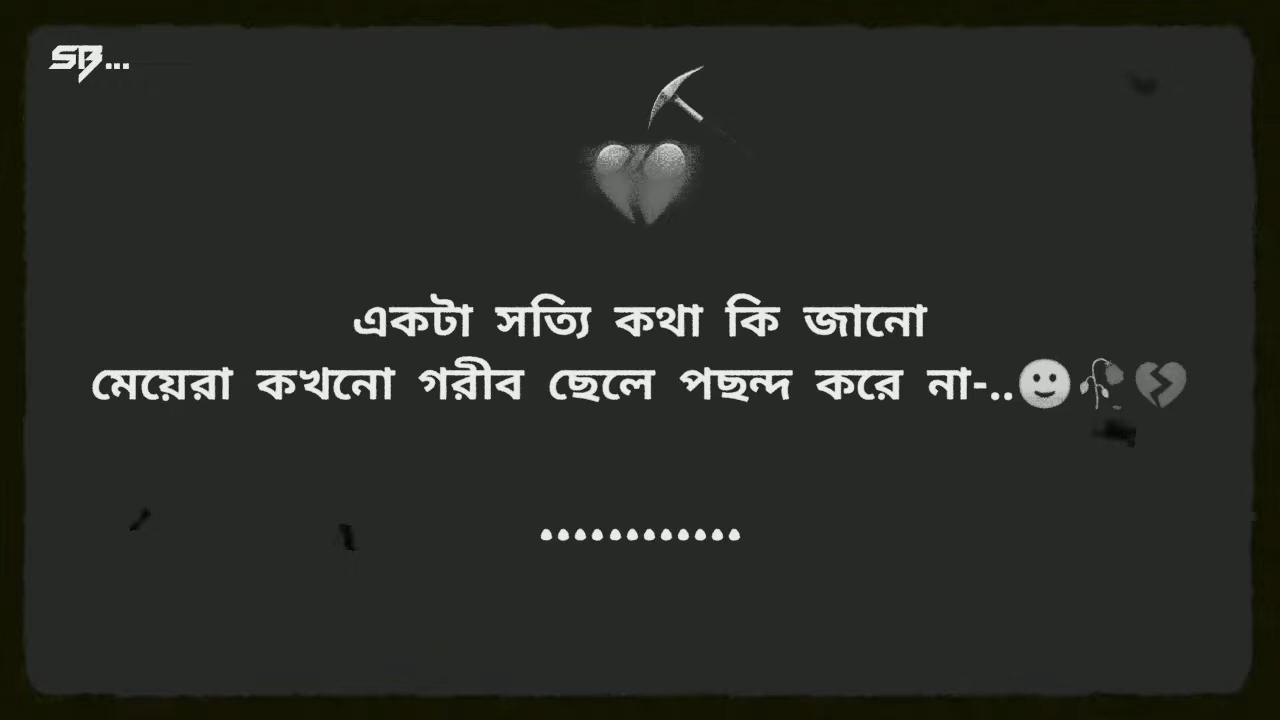 SB...
একটা সত্যি কথা কি জানো
মেয়েরা কখনো গরীব ছেলে পছন্দ করে না-..🙂🥀💔
............